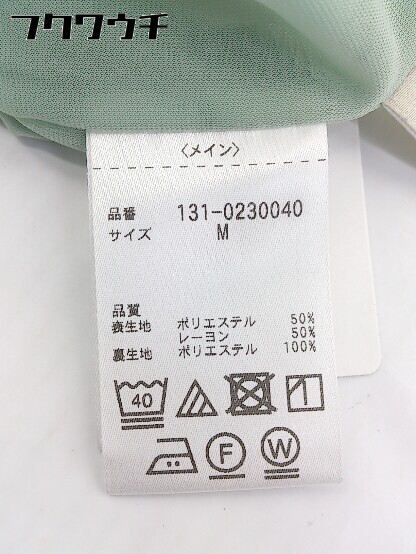 フクワウチ
〈メイン〉
品番 131-0230040
サイズ M
品質
表生地 ポリエステル 50%
レーヨン 50%
裏生地 ポリエステル 100%
40
F W